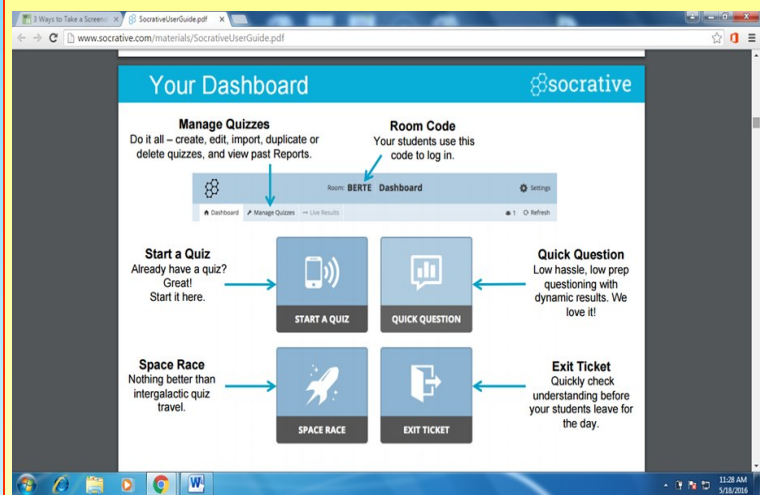 3 Ways to Take a Screens
SocrativeUserGuide.pdf
www.socrative.com/materials/SocrativeUserGuide.pdf
Your Dashboard
socrative
Manage Quizzes
Do it all – create, edit, import, duplicate or
delete quizzes, and view past Reports.
Room Code
Your students use this
code to log in.
Room: BERTE Dashboard
Settings
Dashboard
Manage Quizzes
Live Results
1
Refresh
Start a Quiz
Already have a quiz?
Great!
Start it here.
START A QUIZ
QUICK QUESTION
Quick Question
Low hassle, low prep
questioning with
dynamic results. We
love it!
Space Race
Nothing better than
intergalactic quiz
travel.
SPACE RACE
EXIT TICKET
Exit Ticket
Quickly check
understanding before
your students leave for
the day.
11:28 AM
5/18/2016